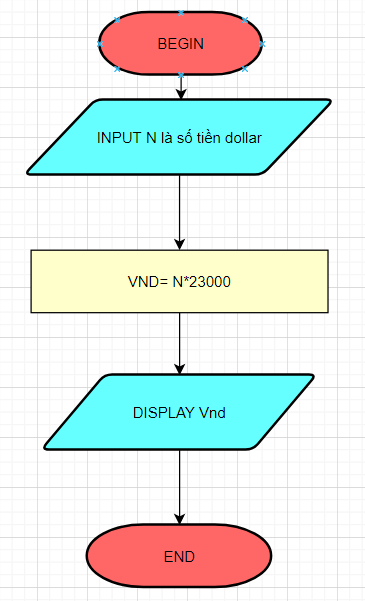 BEGIN
INPUT N là số tiền dollar
VND= N*23000
DISPLAY Vnd
END